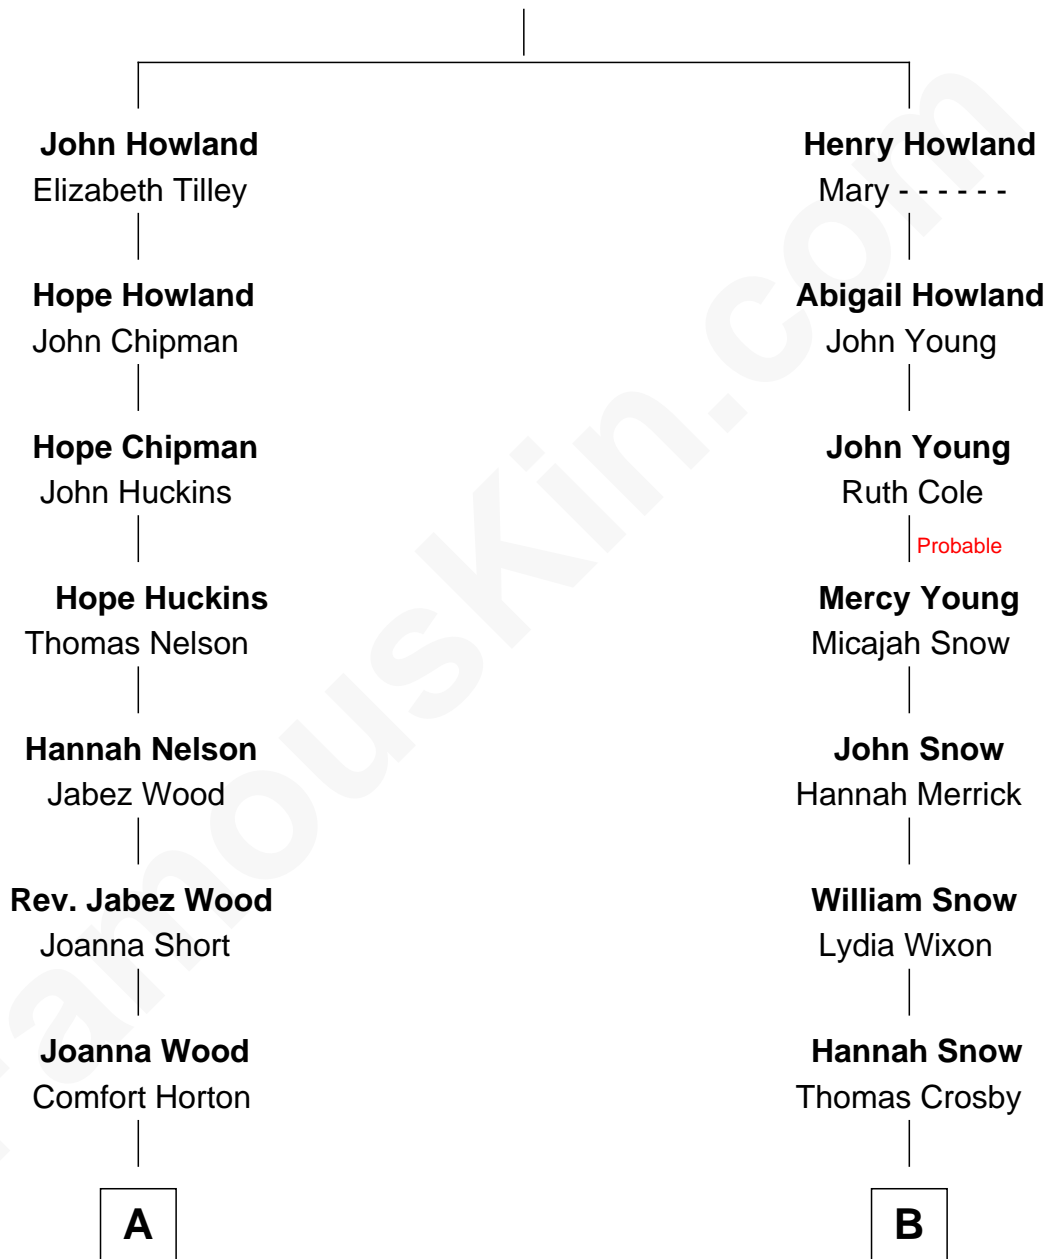 John Howland
Elizabeth Tilley
Hope Howland
John Chipman
Hope Chipman
John Huckins
Hope Huckins
Thomas Nelson
Hannah Nelson
Jabez Wood
Rev. Jabez Wood
Joanna Short
Joanna Wood
Comfort Horton
A
Henry Howland
Mary - - - - - -
Abigail Howland
John Young
John Young
Ruth Cole
Probable
Mercy Young
Micajah Snow
John Snow
Hannah Merrick
William Snow
Lydia Wixon
Hannah Snow
Thomas Crosby
B
FamousKin.com